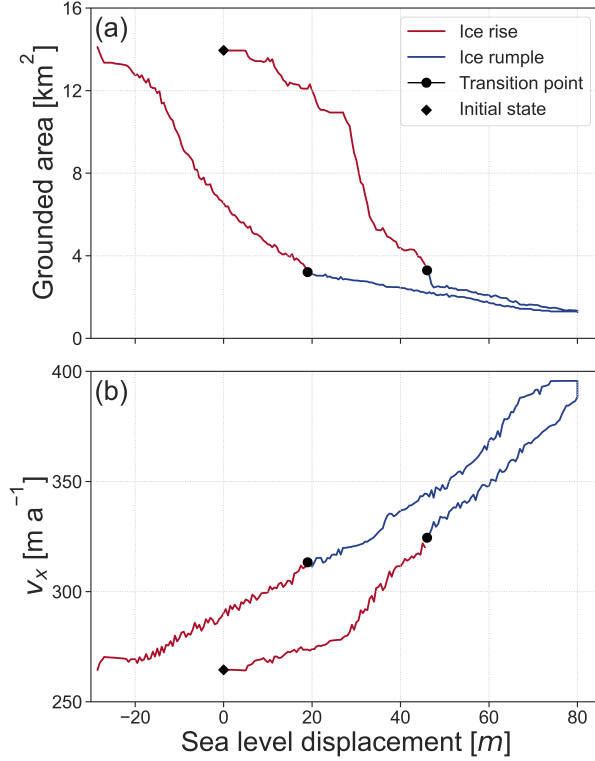 (a)
Grounded area [km²]
16
12
8
4
0
Ice rise
Ice rumple
Transition point
Initial state
(b)
vₓ [m a⁻¹]
400
350
300
250
−20
0
20
40
60
80
Sea level displacement [m]